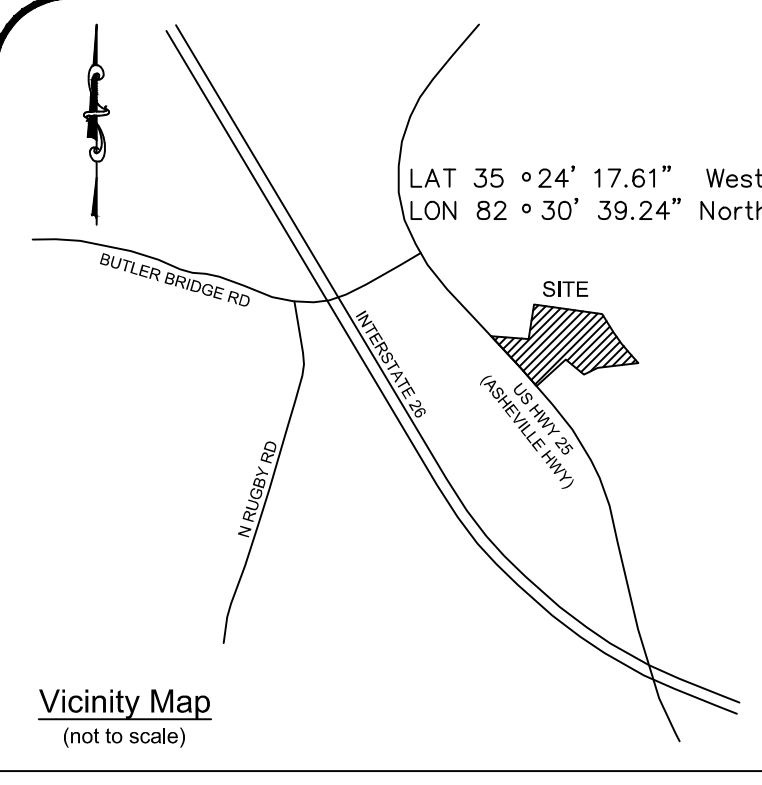 LAT 35 °24' 17.61" West
LON 82 ° 30' 39.24" North
SITE
BUTLER BRIDGE RD
INTERSTATE 26
US HWY 25
(ASHEVILLE HWY)
N RUGBY RD
Vicinity Map
(not to scale)